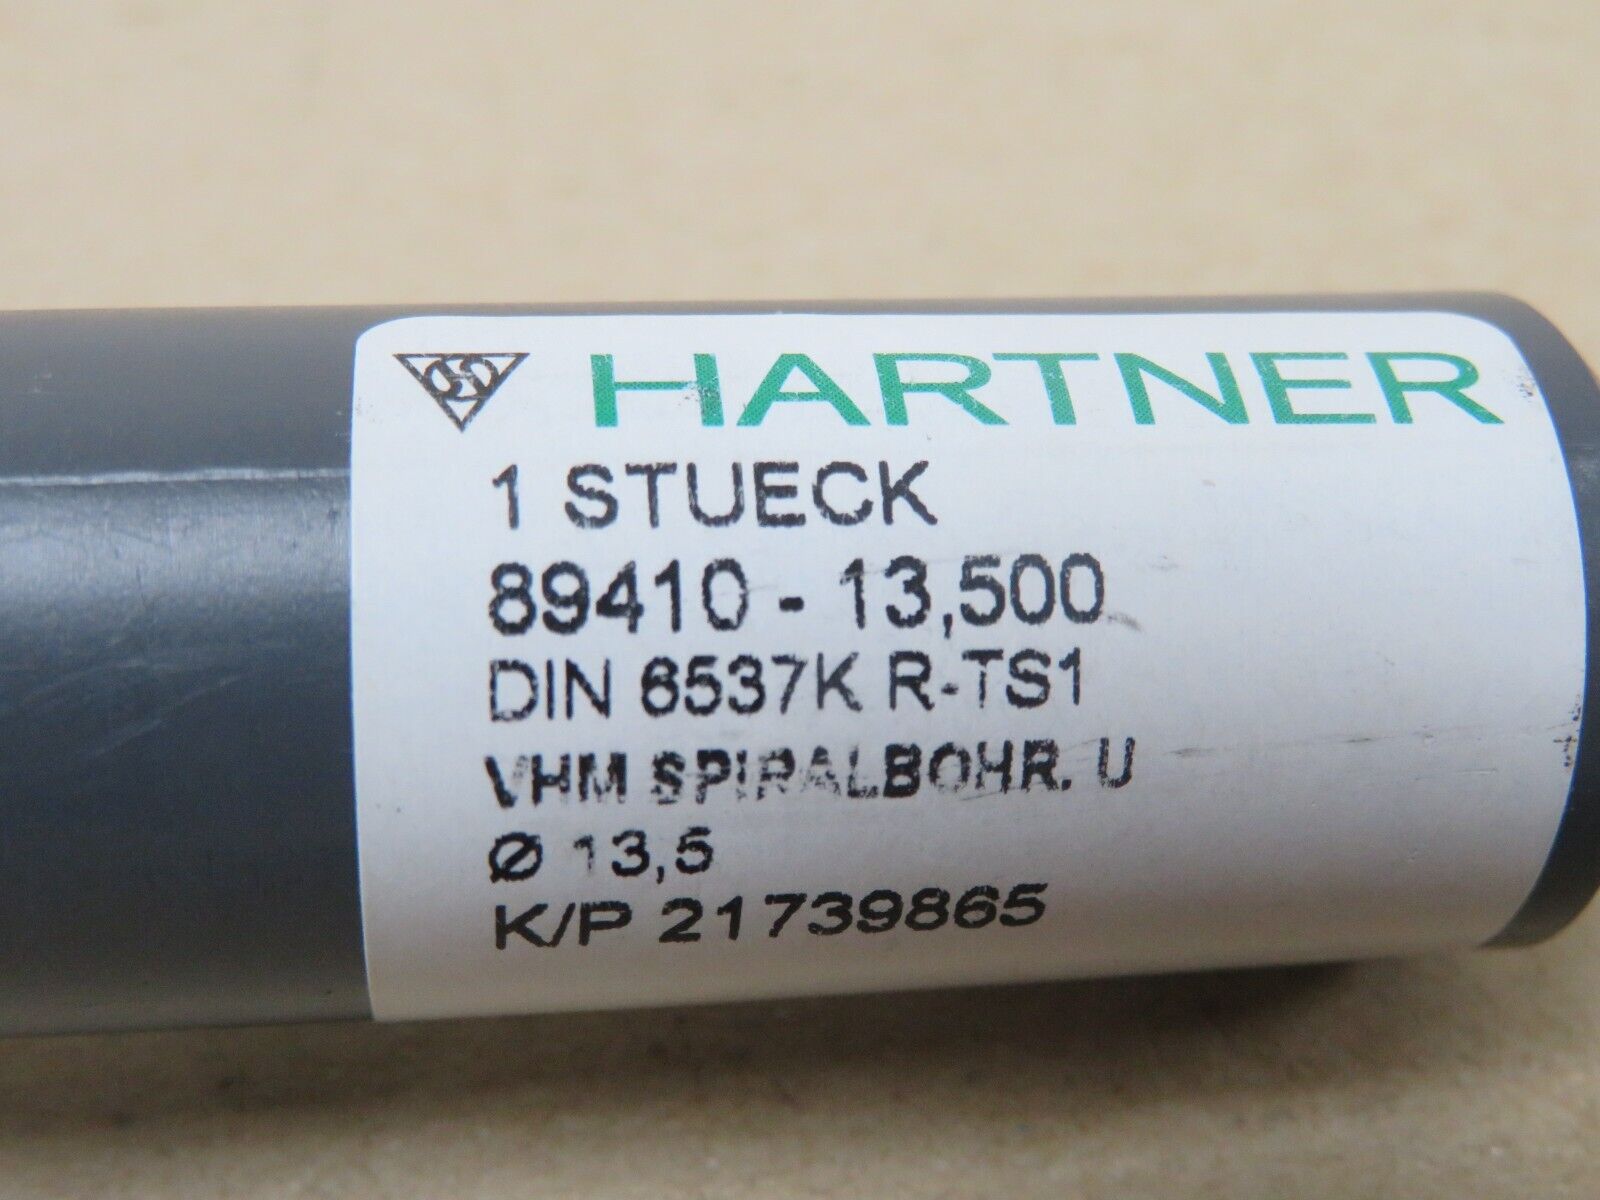 HARTNER
1 STUECK
89410 - 13,500
DIN 6537K R-TS1
VHM SPIRALBOHR. U
Ø 13,5
K/P 21739865